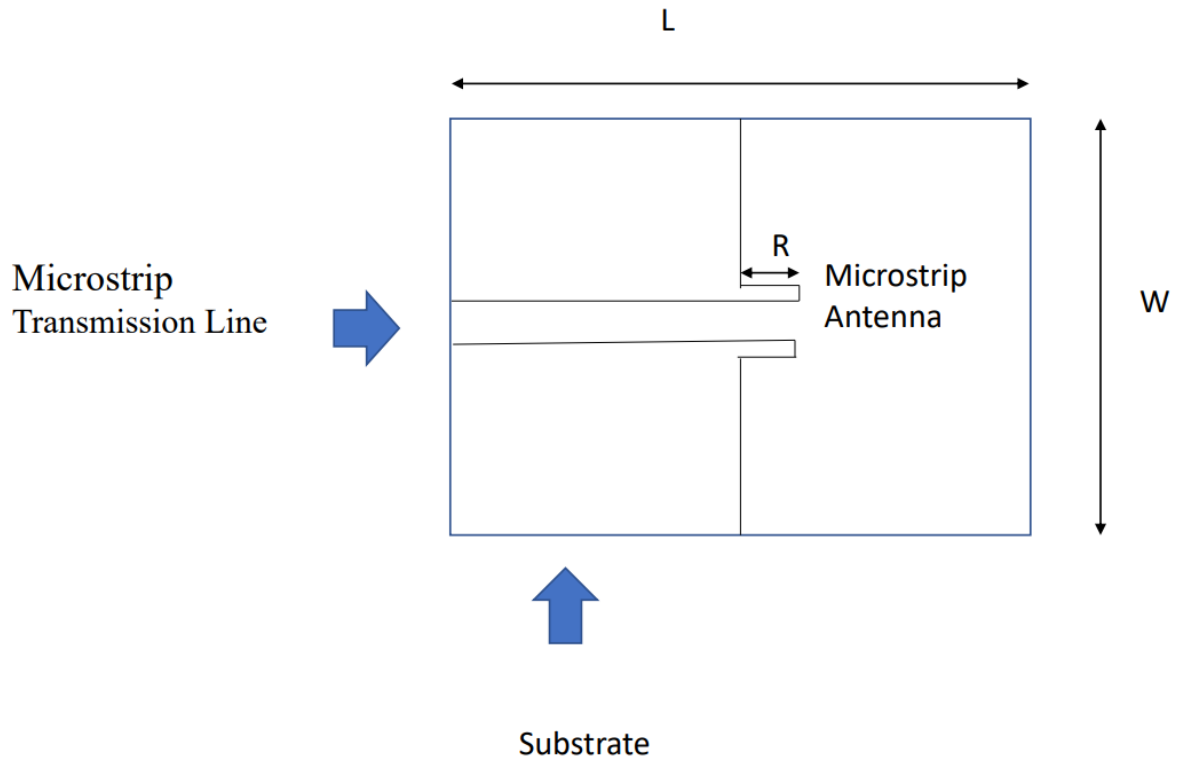 L
R
Microstrip
Antenna
Microstrip
Transmission Line
W
Substrate